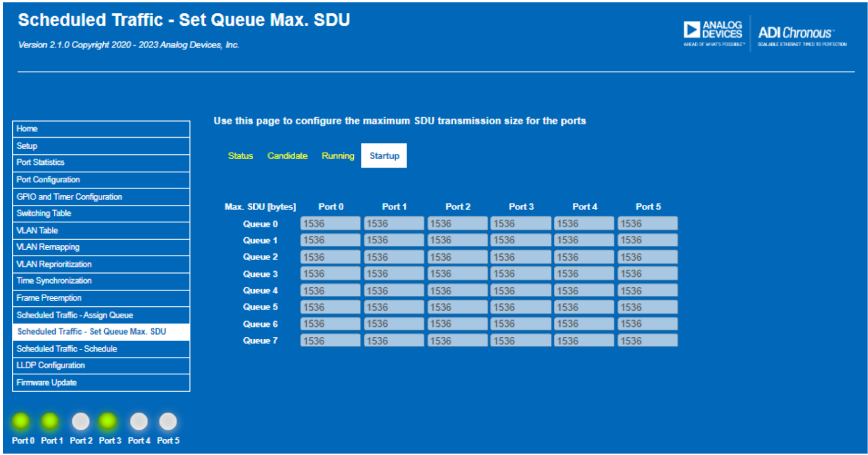 Scheduled Traffic - Set Queue Max. SDU
Version 2.1.0 Copyright 2020 - 2023 Analog Devices, Inc.
ANALOG
DEVICES
AHEAD OF WHAT'S POSSIBLE™
ADI Chronous™
SCALABLE ETHERNET TIMED TO PERFECTION
Home
Setup
Port Statistics
Port Configuration
GPIO and Timer Configuration
Switching Table
VLAN Table
VLAN Remapping
VLAN Reprioritization
Time Synchronization
Frame Preemption
Scheduled Traffic - Assign Queue
Scheduled Traffic - Set Queue Max. SDU
Scheduled Traffic - Schedule
LLDP Configuration
Firmware Update
Port 0 Port 1 Port 2 Port 3 Port 4 Port 5
Use this page to configure the maximum SDU transmission size for the ports
Status Candidate Running Startup
Max. SDU [bytes] Port 0 Port 1 Port 2 Port 3 Port 4 Port 5
Queue 0 1536 1536 1536 1536 1536 1536
Queue 1 1536 1536 1536 1536 1536 1536
Queue 2 1536 1536 1536 1536 1536 1536
Queue 3 1536 1536 1536 1536 1536 1536
Queue 4 1536 1536 1536 1536 1536 1536
Queue 5 1536 1536 1536 1536 1536 1536
Queue 6 1536 1536 1536 1536 1536 1536
Queue 7 1536 1536 1536 1536 1536 1536